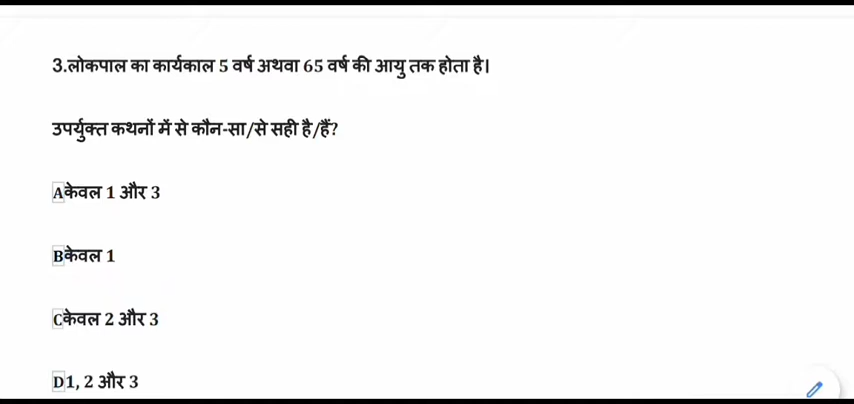 3.लोकपाल का कार्यकाल 5 वर्ष अथवा 65 वर्ष की आयु तक होता है।
उपर्युक्त कथनों में से कौन-सा/से सही है/हैं?
Aकेवल 1 और 3
Bकेवल 1
Cकेवल 2 और 3
D1, 2 और 3